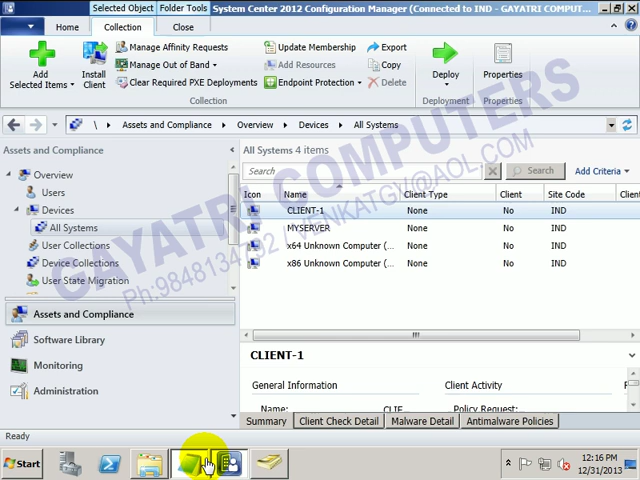 Selected Object
Folder Tools
System Center 2012 Configuration Manager (Connected to IND - GAYATRI COMPUT...
Home
Collection
Close
Add
Selected Items
Install
Client
Manage Affinity Requests
Manage Out of Band
Clear Required PXE Deployments
Update Membership
Add Resources
Endpoint Protection
Export
Copy
Delete
Deploy
Properties
Collection
Deployment
Properties
\ Assets and Compliance Overview Devices All Systems
Assets and Compliance
Overview
Users
Devices
All Systems
User Collections
Device Collections
User State Migration
Assets and Compliance
Software Library
Monitoring
Administration
All Systems 4 items
Search
Search
Add Criteria
Icon Name Client Type Client Site Code Client
CLIENT-1 None No IND
MYSERVER None No IND
x64 Unknown Computer (... None No IND
x86 Unknown Computer (... None No IND
CLIENT-1
General Information
Client Activity
Name: CLIE...
Policy Request:
Summary Client Check Detail Malware Detail Antimalware Policies
Ready
Start
12:16 PM
12/31/2013
GAYATRI COMPUTERS
Ph:9848134792 / VENKATGY@AOL.COM